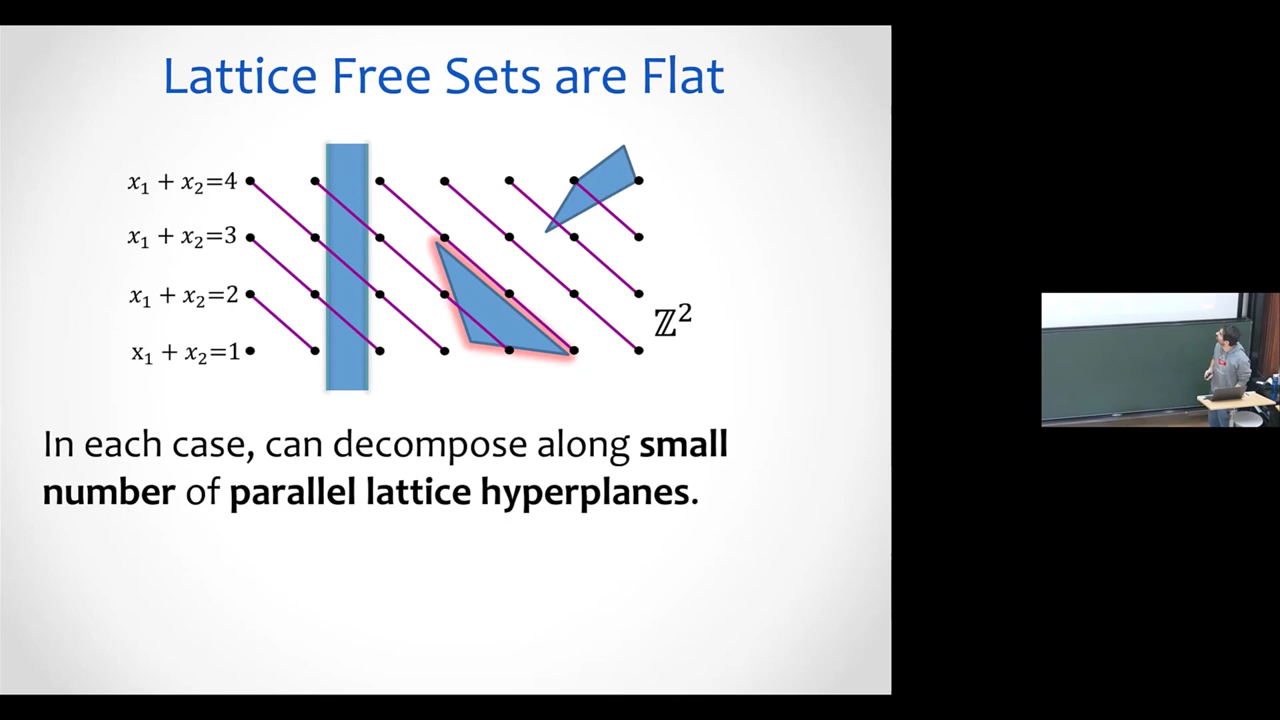 Lattice Free Sets are Flat
x₁ + x₂=4
x₁ + x₂=3
x₁ + x₂=2
x₁ + x₂=1
ℤ²
In each case, can decompose along small
number of parallel lattice hyperplanes.